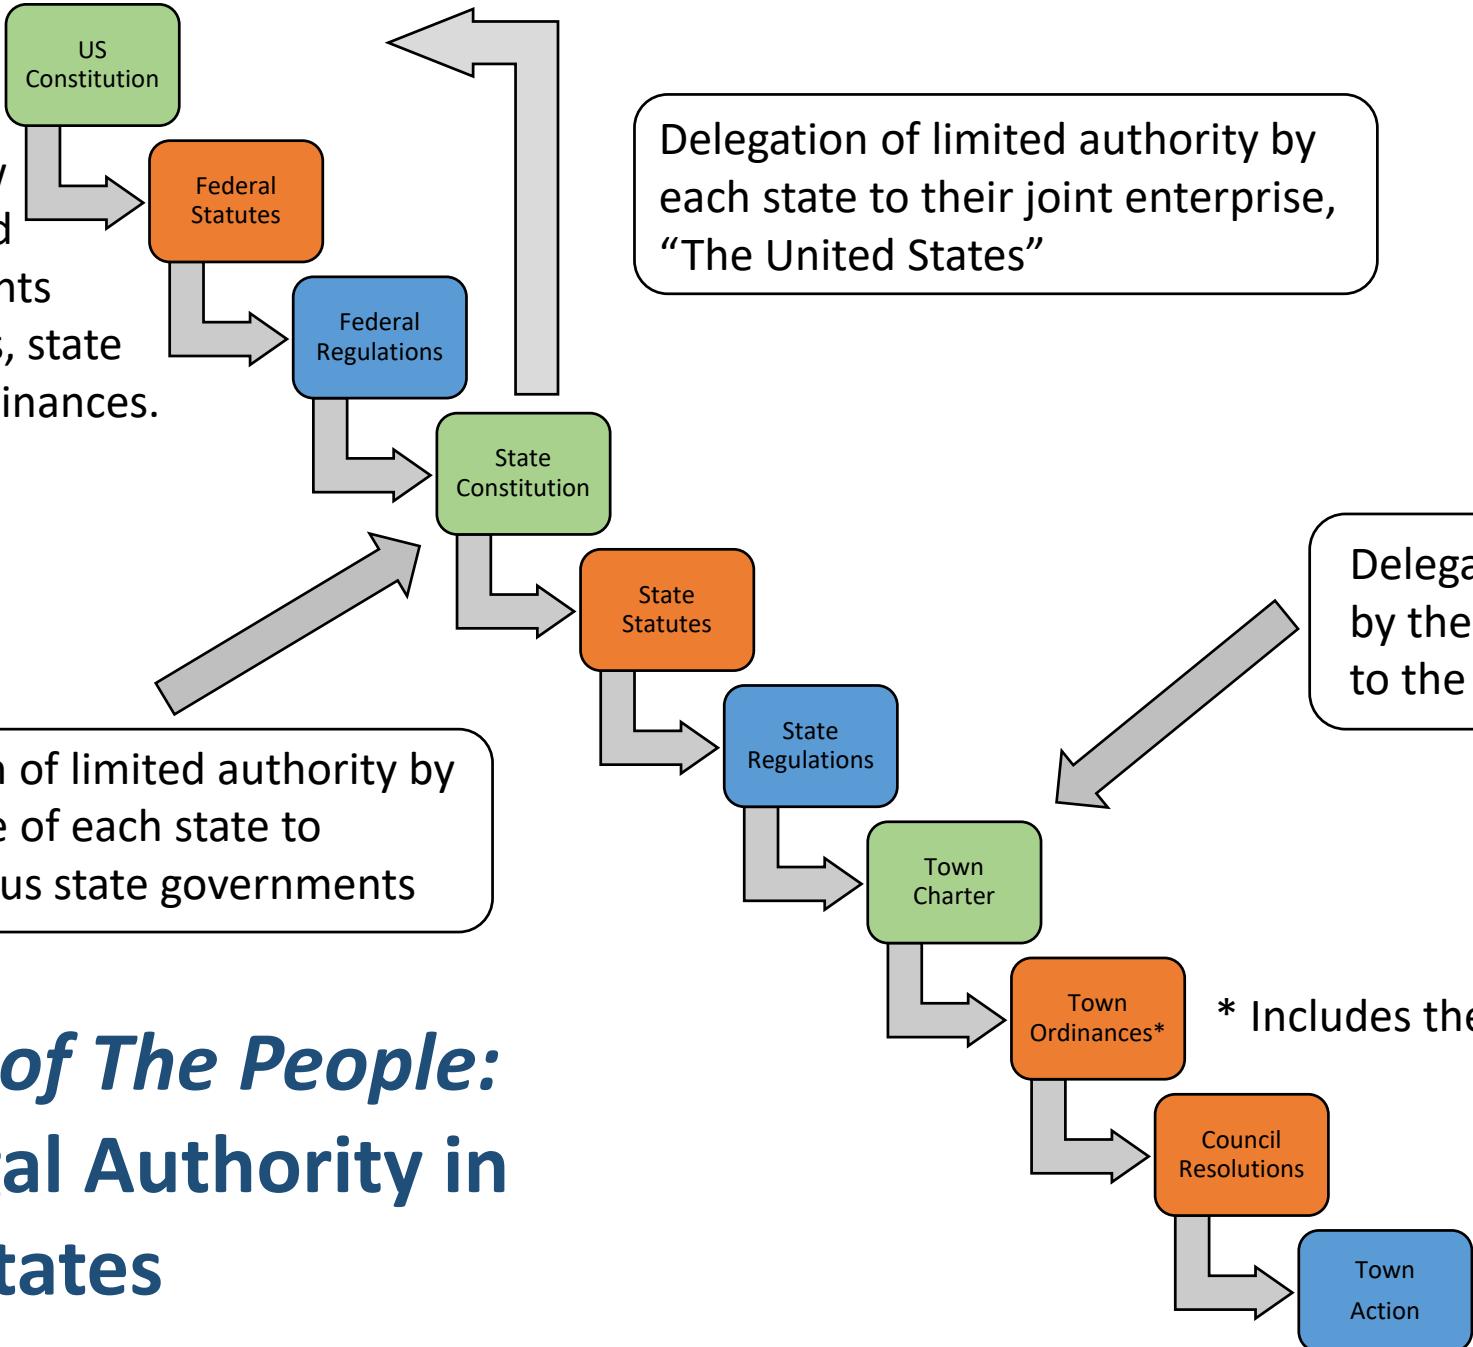 US
Constitution
Federal
Statutes
Federal
Regulations
, state
inances.
State
Constitution
State
Statutes
State
Regulations
Town
Charter
Town
Ordinances*
Council
Resolutions
Town
Action
Delegation of limited authority by
each state to their joint enterprise,
“The United States”
by the
to the
of limited authority by
of each state to
us state governments
* Includes the
of The People:
al Authority in
tates